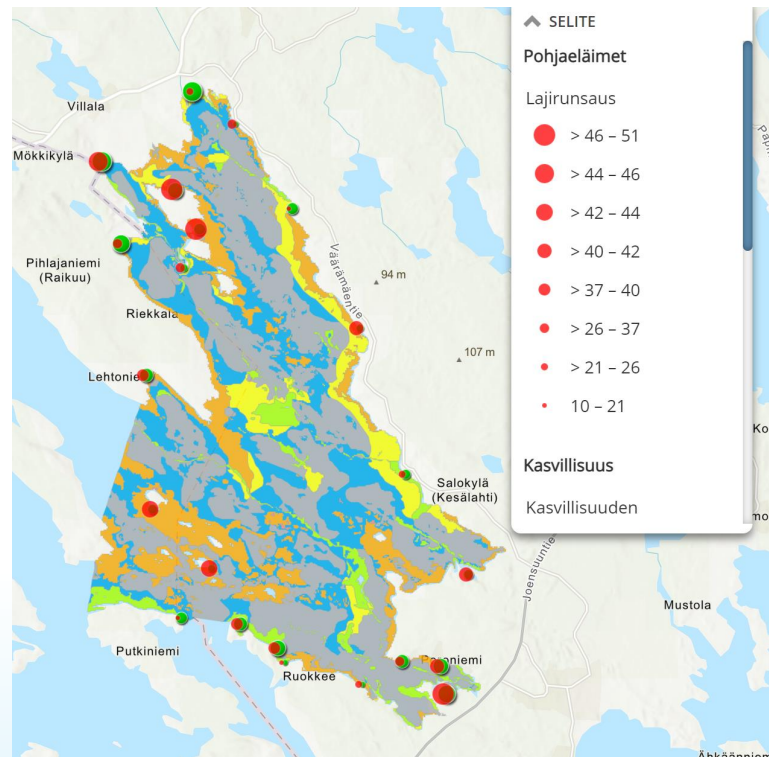 SELITE
Pohjaeläimet
Lajirunsaus
> 46 – 51
> 44 – 46
> 42 – 44
> 40 – 42
> 37 – 40
> 26 – 37
> 21 – 26
10 – 21
Kasvillisuus
Kasvillisuuden
Villala
Mökkikylä
Pihlajaniemi
(Raikuu)
Riekkala
Väärämäentie
94 m
107 m
Salokylä
(Kesälahti)
Joensuuntie
Mustola
Putkiniemi
Ruokkee